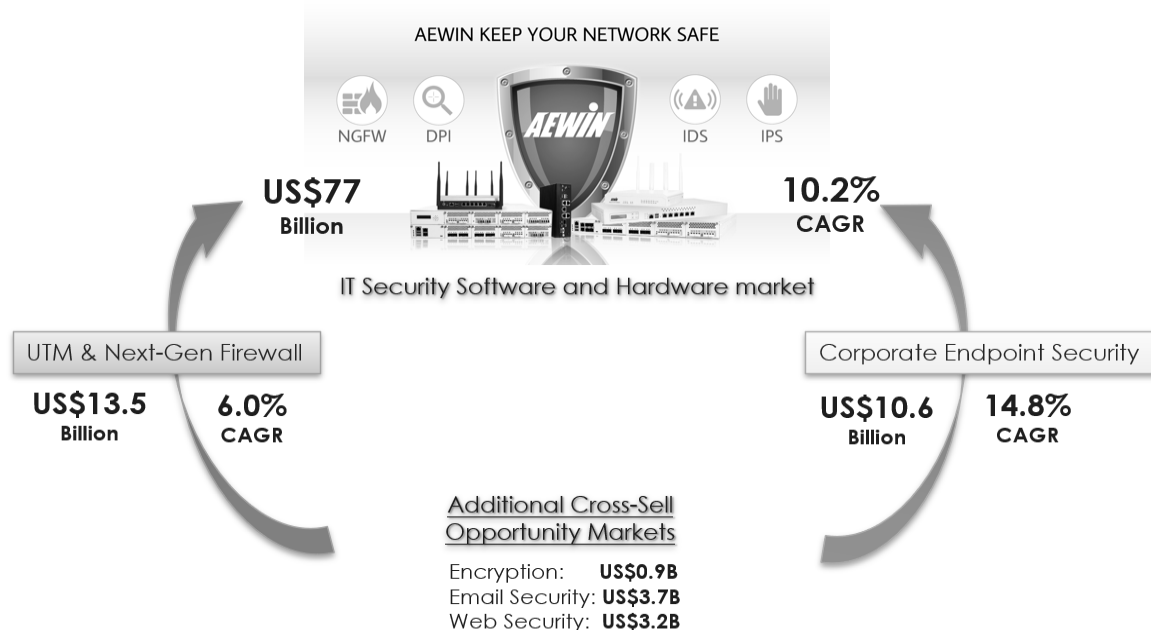 AEWIN KEEP YOUR NETWORK SAFE
NGFW
DPI
AEWIN
IDS
IPS
US$77
Billion
10.2%
CAGR
IT Security Software and Hardware market
UTM & Next-Gen Firewall
US$13.5
Billion
6.0%
CAGR
Corporate Endpoint Security
US$10.6
Billion
14.8%
CAGR
Additional Cross-Sell
Opportunity Markets
Encryption: US$0.9B
Email Security: US$3.7B
Web Security: US$3.2B